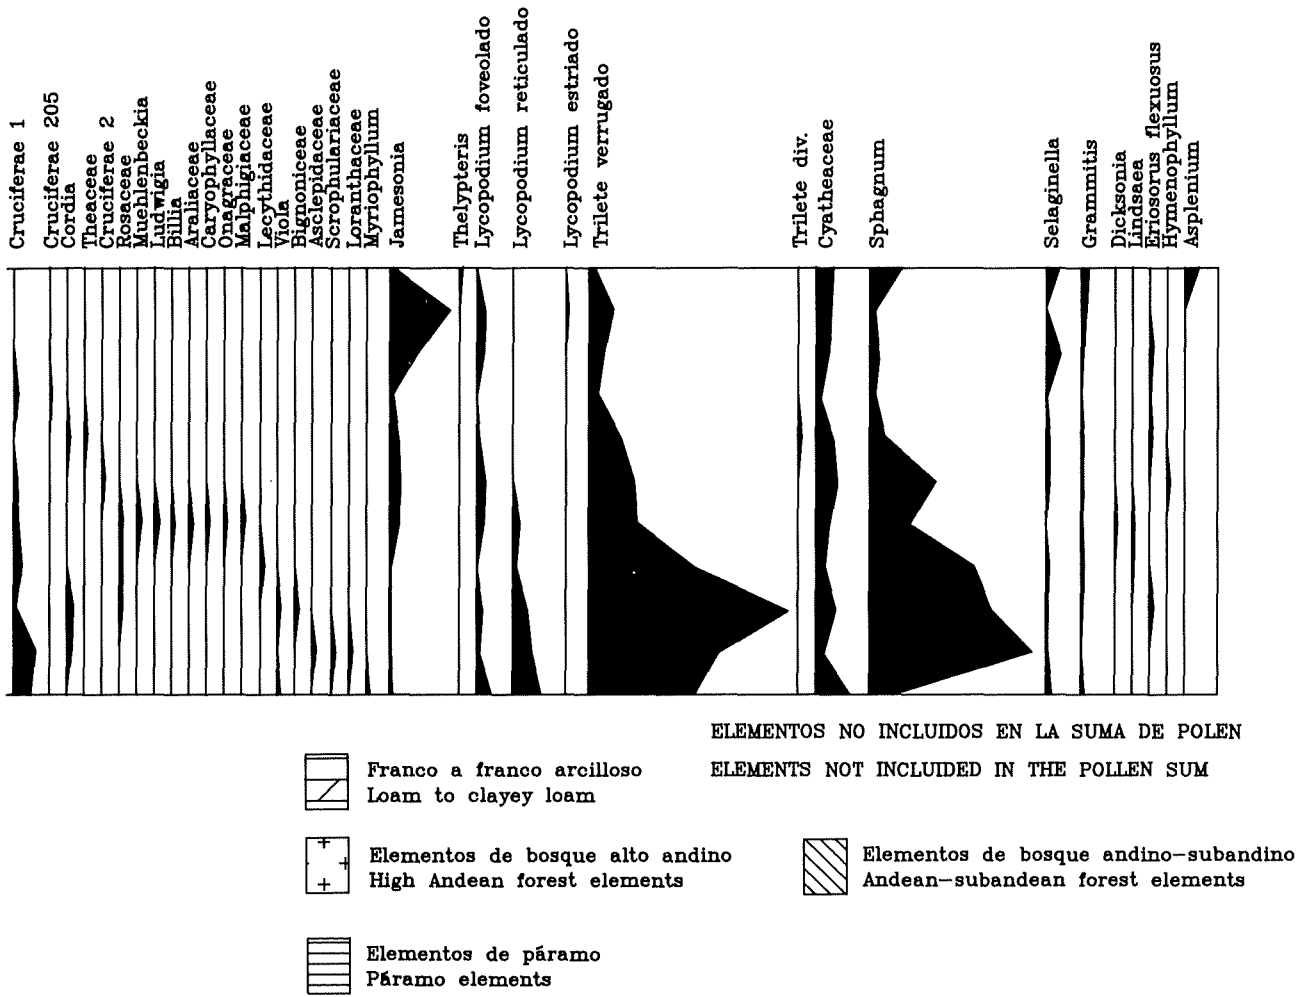 Cruciferae 1
Cruciferae 205
Cordia
Theaceae
Cruciferae 2
Rosaceae
Muehlenbeckia
Ludwigia
Billia
Araliaceae
Caryophyllaceae
Onagraceae
Malphigiaceae
Lecythidaceae
Viola
Bignoniceae
Asclepidaceae
Scrophulariaceae
Loranthaceae
Myriophyllum
Jamesonia
Thelypteris
Lycopodium foveolado
Lycopodium reticulado
Lycopodium estriado
Trilete verrugado
Trilete div.
Cyatheaceae
Sphagnum
Selaginella
Grammitis
Dicksonia
Lindsaea
Eriosorus flexuosus
Hymenophyllum
Asplenium
ELEMENTOS NO INCLUIDOS EN LA SUMA DE POLEN
ELEMENTS NOT INCLUIDED IN THE POLLEN SUM
Franco a franco arcilloso
Loam to clayey loam
Elementos de bosque alto andino
High Andean forest elements
Elementos de bosque andino-subandino
Andean-subandean forest elements
Elementos de páramo
Páramo elements